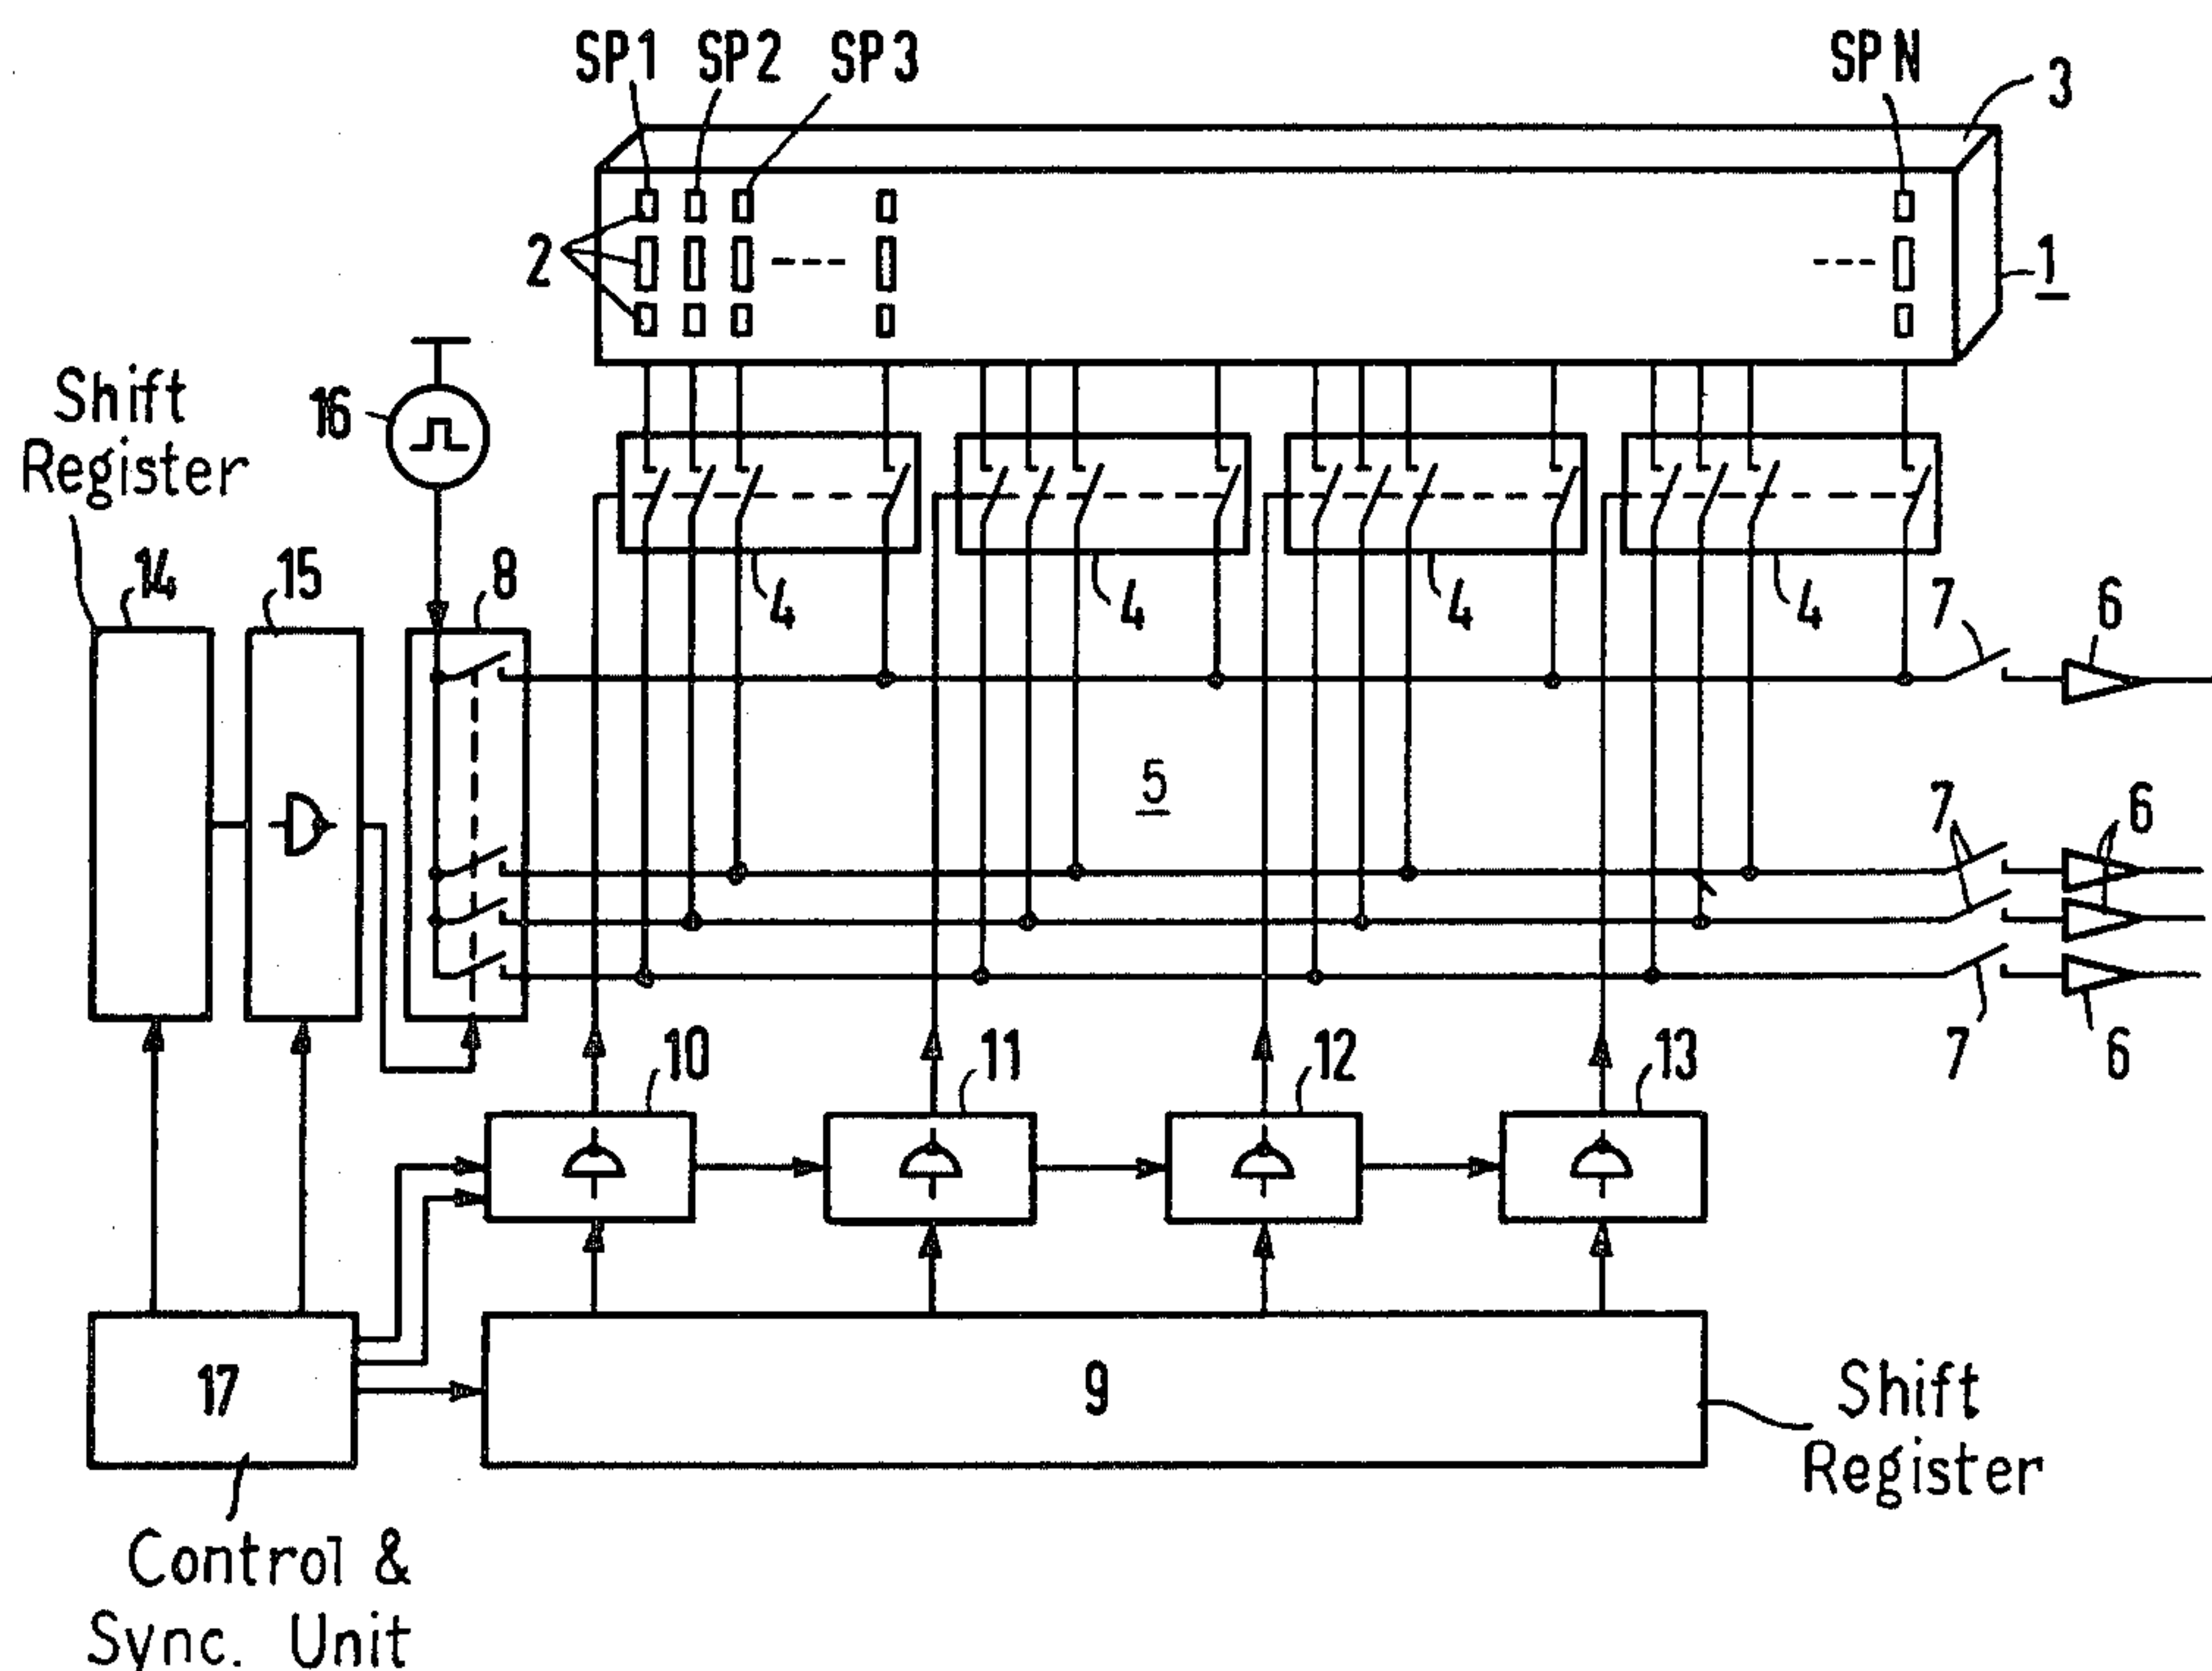 SP1 SP2 SP3 SPN
3
2
1
Shift
Register
16
14 15 8
4 4 4 4
7 6
5
7 6
10 11 12 13
7 6
17
9
Shift
Register
Control &
Sync. Unit